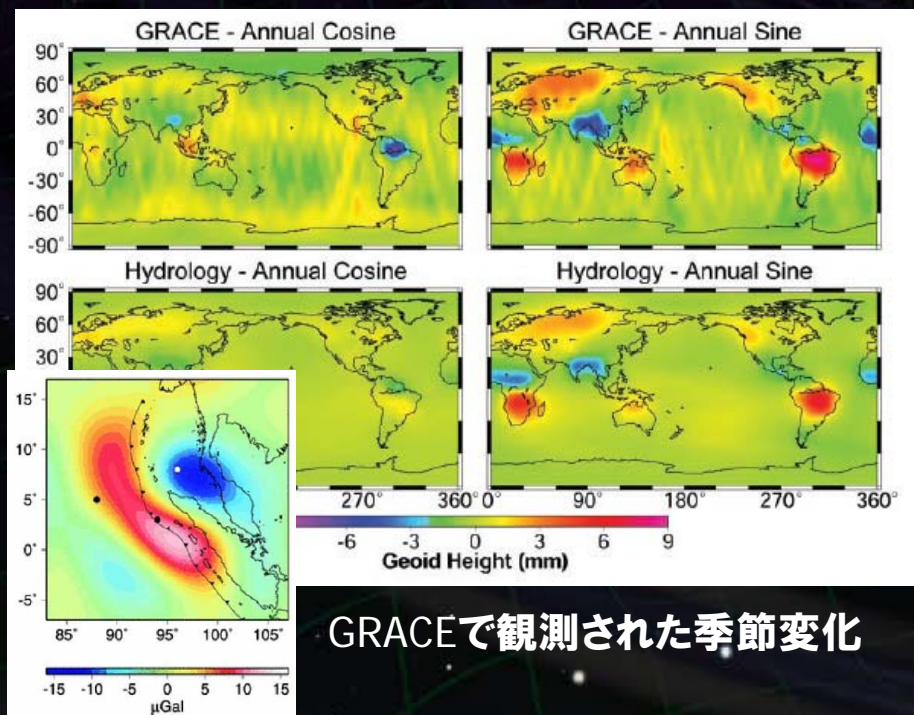 GRACE - Annual Cosine
GRACE - Annual Sine
90°
60°
30°
0°
-30°
-60°
-90°
Hydrology - Annual Cosine
Hydrology - Annual Sine
90°
60°
30°
270° 360° 0° 90° 180° 270° 360°
-6 -3 0 3 6 9
Geoid Height (mm)
15°
10°
5°
0°
-5°
85° 90° 95° 100° 105°
-15 -10 -5 0 5 10 15
µGal
GRACEで観測された季節変化